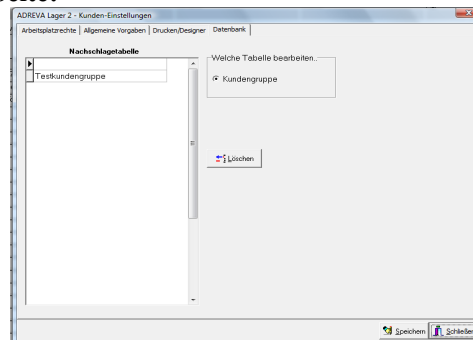 ADREVA Lager 2 - Kunden-Einstellungen
Arbeitsplatzrechte | Allgemeine Vorgaben | Drucken/Designer | Datenbank
Nachschlagetabelle
Welche Tabelle bearbeiten..
Testkundengruppe
Kundengruppe
Löschen
Speichern
Schließen